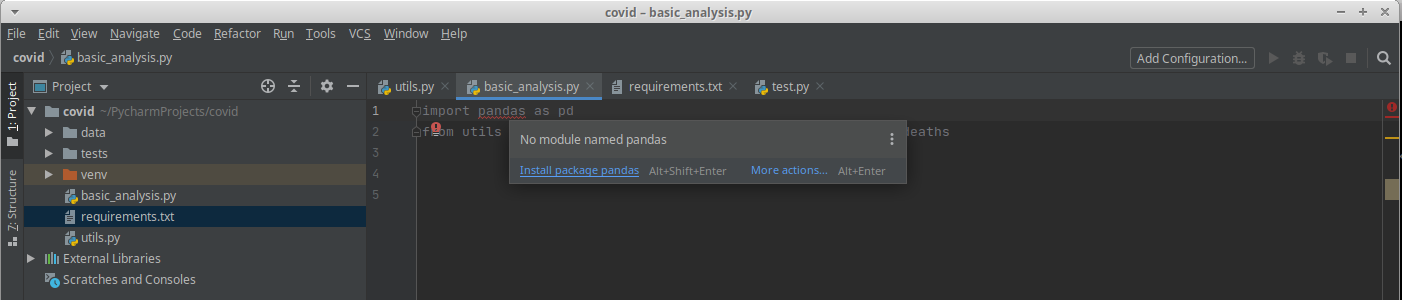 covid – basic_analysis.py
File Edit View Navigate Code Refactor Run Tools VCS Window Help
covid basic_analysis.py Add Configuration...
1: Project
7: Structure
Project
covid ~/PycharmProjects/covid
data
tests
venv
basic_analysis.py
requirements.txt
utils.py
External Libraries
Scratches and Consoles
utils.py basic_analysis.py requirements.txt test.py
1 import pandas as pd
2 from utils deaths
3
4
5
No module named pandas
Install package pandas Alt+Shift+Enter More actions... Alt+Enter